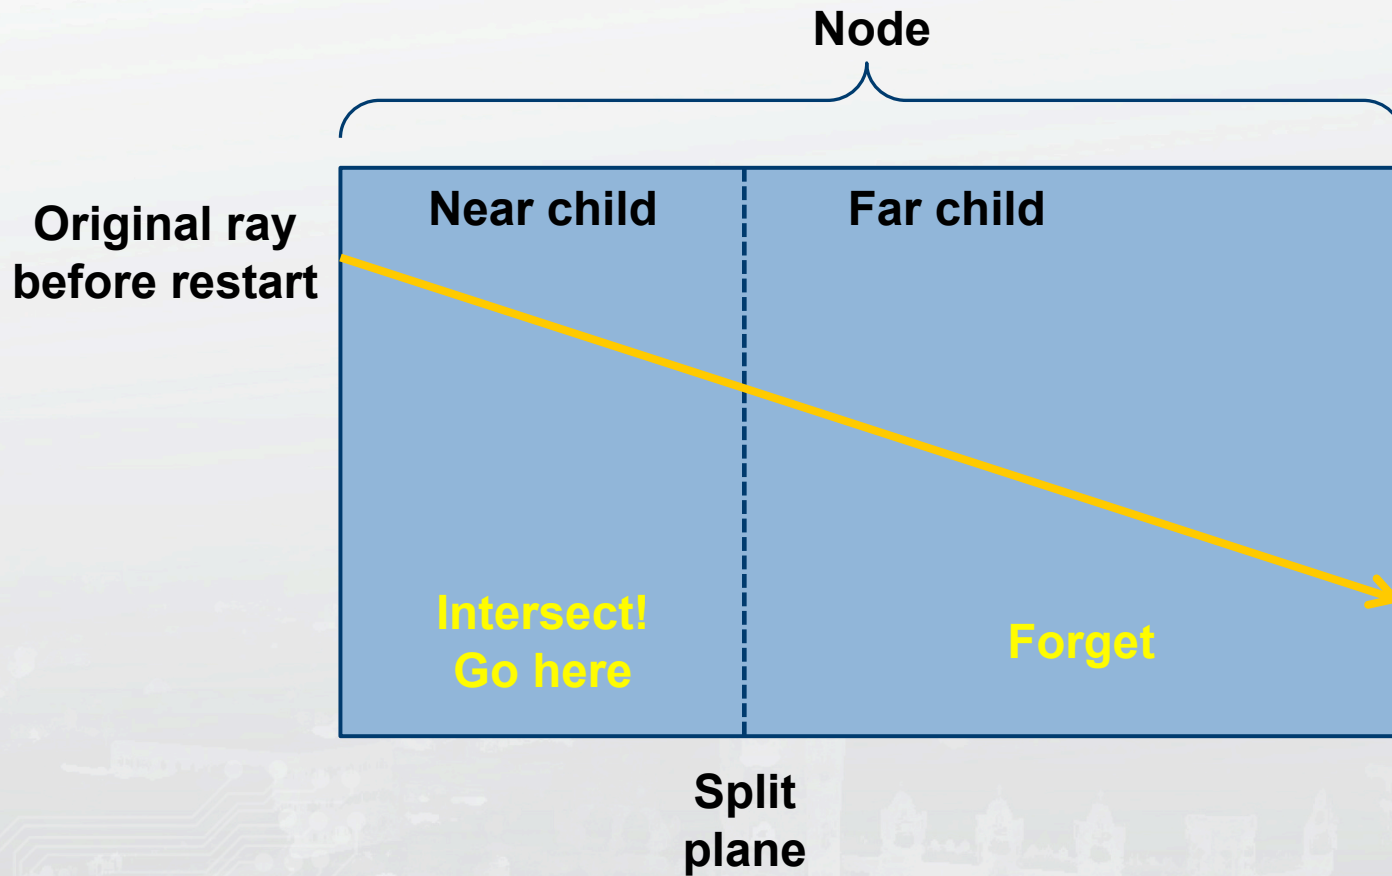 Node
Original ray
before restart
Near child
Far child
Intersect!
Go here
Forget
Split
plane